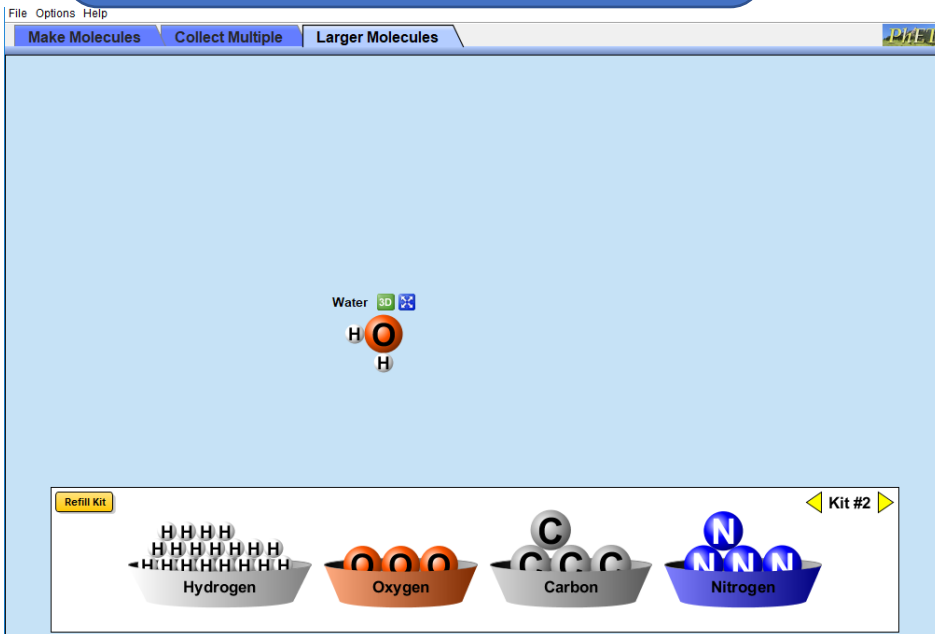 File Options Help
Make Molecules Collect Multiple Larger Molecules PhET
Water 3D
H O
H
Refill Kit Kit #2
H H H H
H H H H H H H
H H H H H H H H
O O O
C
C C C
N
N N N
Hydrogen Oxygen Carbon Nitrogen